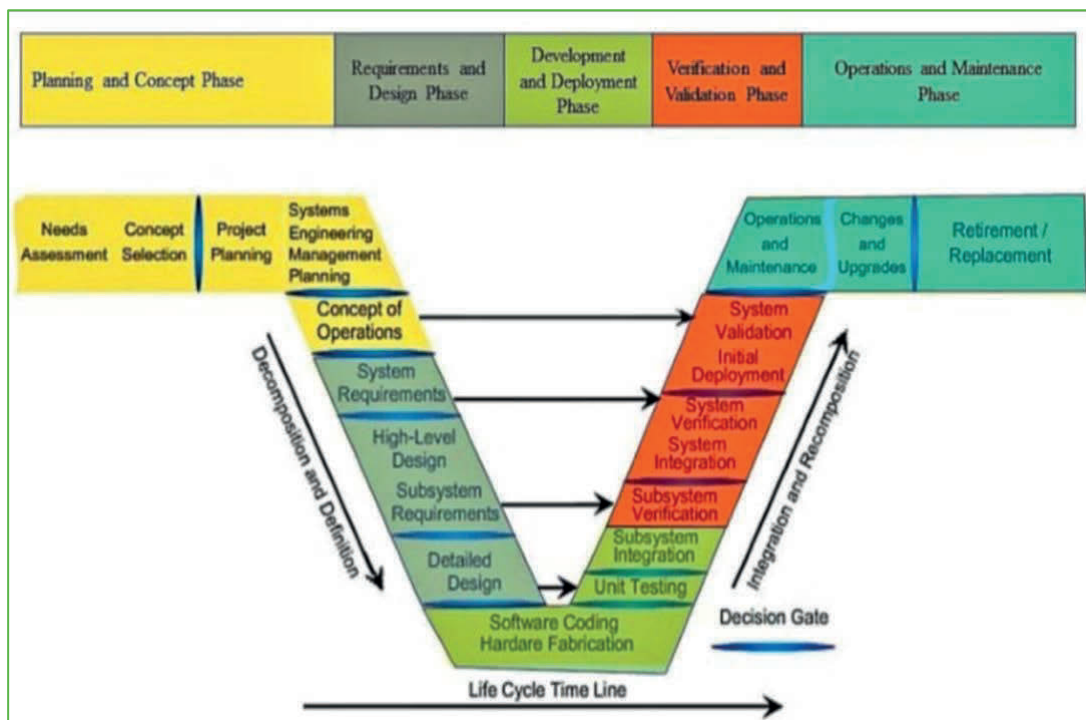 Planning and Concept Phase
Requirements and
Design Phase
Development
and Deployment
Phase
Verification and
Validation Phase
Operations and Maintenance
Phase
Needs
Assessment
Concept
Selection
Project
Planning
Systems
Engineering
Management
Planning
Operations
and
Maintenance
Changes
and
Upgrades
Retirement /
Replacement
Concept of
Operations
System
Requirements
High-Level
Design
Subsystem
Requirements
Detailed
Design
Software Coding
Hardare Fabrication
Unit Testing
Subsystem
Integration
Subsystem
Verification
System
Integration
System
Verification
Initial
Deployment
System
Validation
Decomposition and Definition
Integration and Recomposition
Decision Gate
Life Cycle Time Line